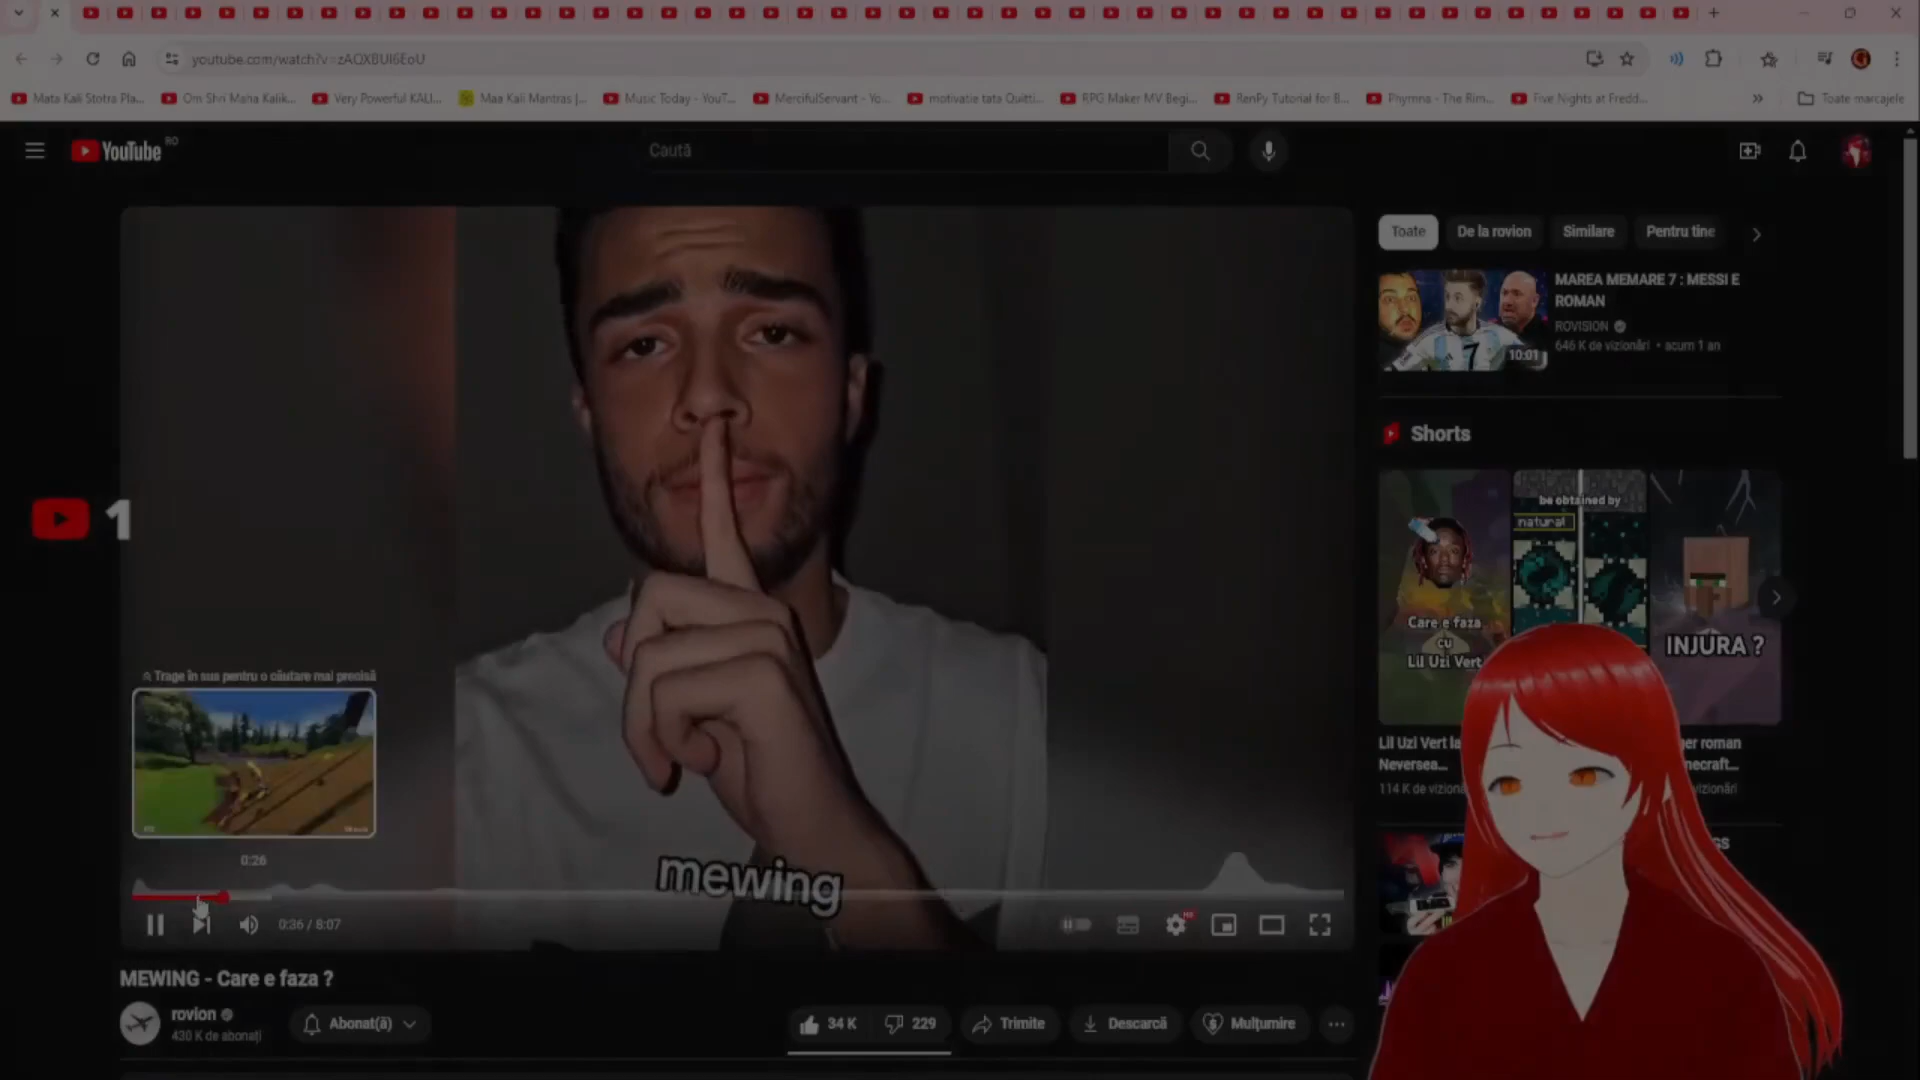 youtube.com/watch?v=zAQXBUI6EoU
Mata Kali Stotra Pla...
Om Shri Maha Kalik...
Very Powerful KALI...
Maa Kali Mantras |...
Music Today - YouT...
MercifulServant - Yo...
motivatie tata Quitti...
RPG Maker MV Begi...
RenPy Tutorial for B...
Phymna - The Rim...
Five Nights at Fredd...
Toate marcajele
YouTube RO
Caută
Toate
De la rovion
Similare
Pentru tine
MAREA MEMARE 7 : MESSI E
ROMAN
ROVISION
646 K de vizionări • acum 1 an
7
10:01
Shorts
be obtained by
natural
Care e faza
cu
Lil Uzi Vert
INJURA ?
1
Trage în sus pentru o căutare mai precisă
0:26
mewing
0:36 / 8:07
HD
Lil Uzi Vert la
Neversea...
114 K de viziona
er roman
necraft...
vizionări
MEWING - Care e faza ?
rovion
430 K de abonați
Abonat(ă)
34 K
229
Trimite
Descarcă
Mulțumire